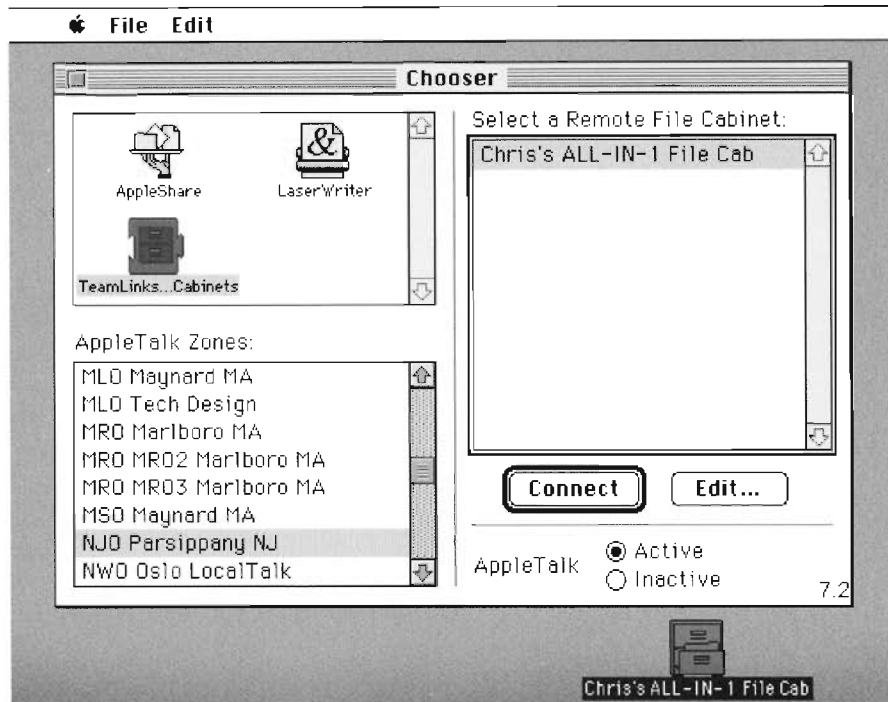 File Edit
Chooser
AppleShare
LaserWriter
TeamLinks...Cabinets
AppleTalk Zones:
MLO Maynard MA
MLO Tech Design
MRO Marlboro MA
MRO MRO2 Marlboro MA
MRO MRO3 Marlboro MA
MSO Maynard MA
NJO Parsippany NJ
NWO Oslo LocalTalk
Select a Remote File Cabinet:
Chris's ALL-IN-1 File Cab
Connect
Edit...
AppleTalk
Active
Inactive
7.2
Chris's ALL-IN-1 File Cab